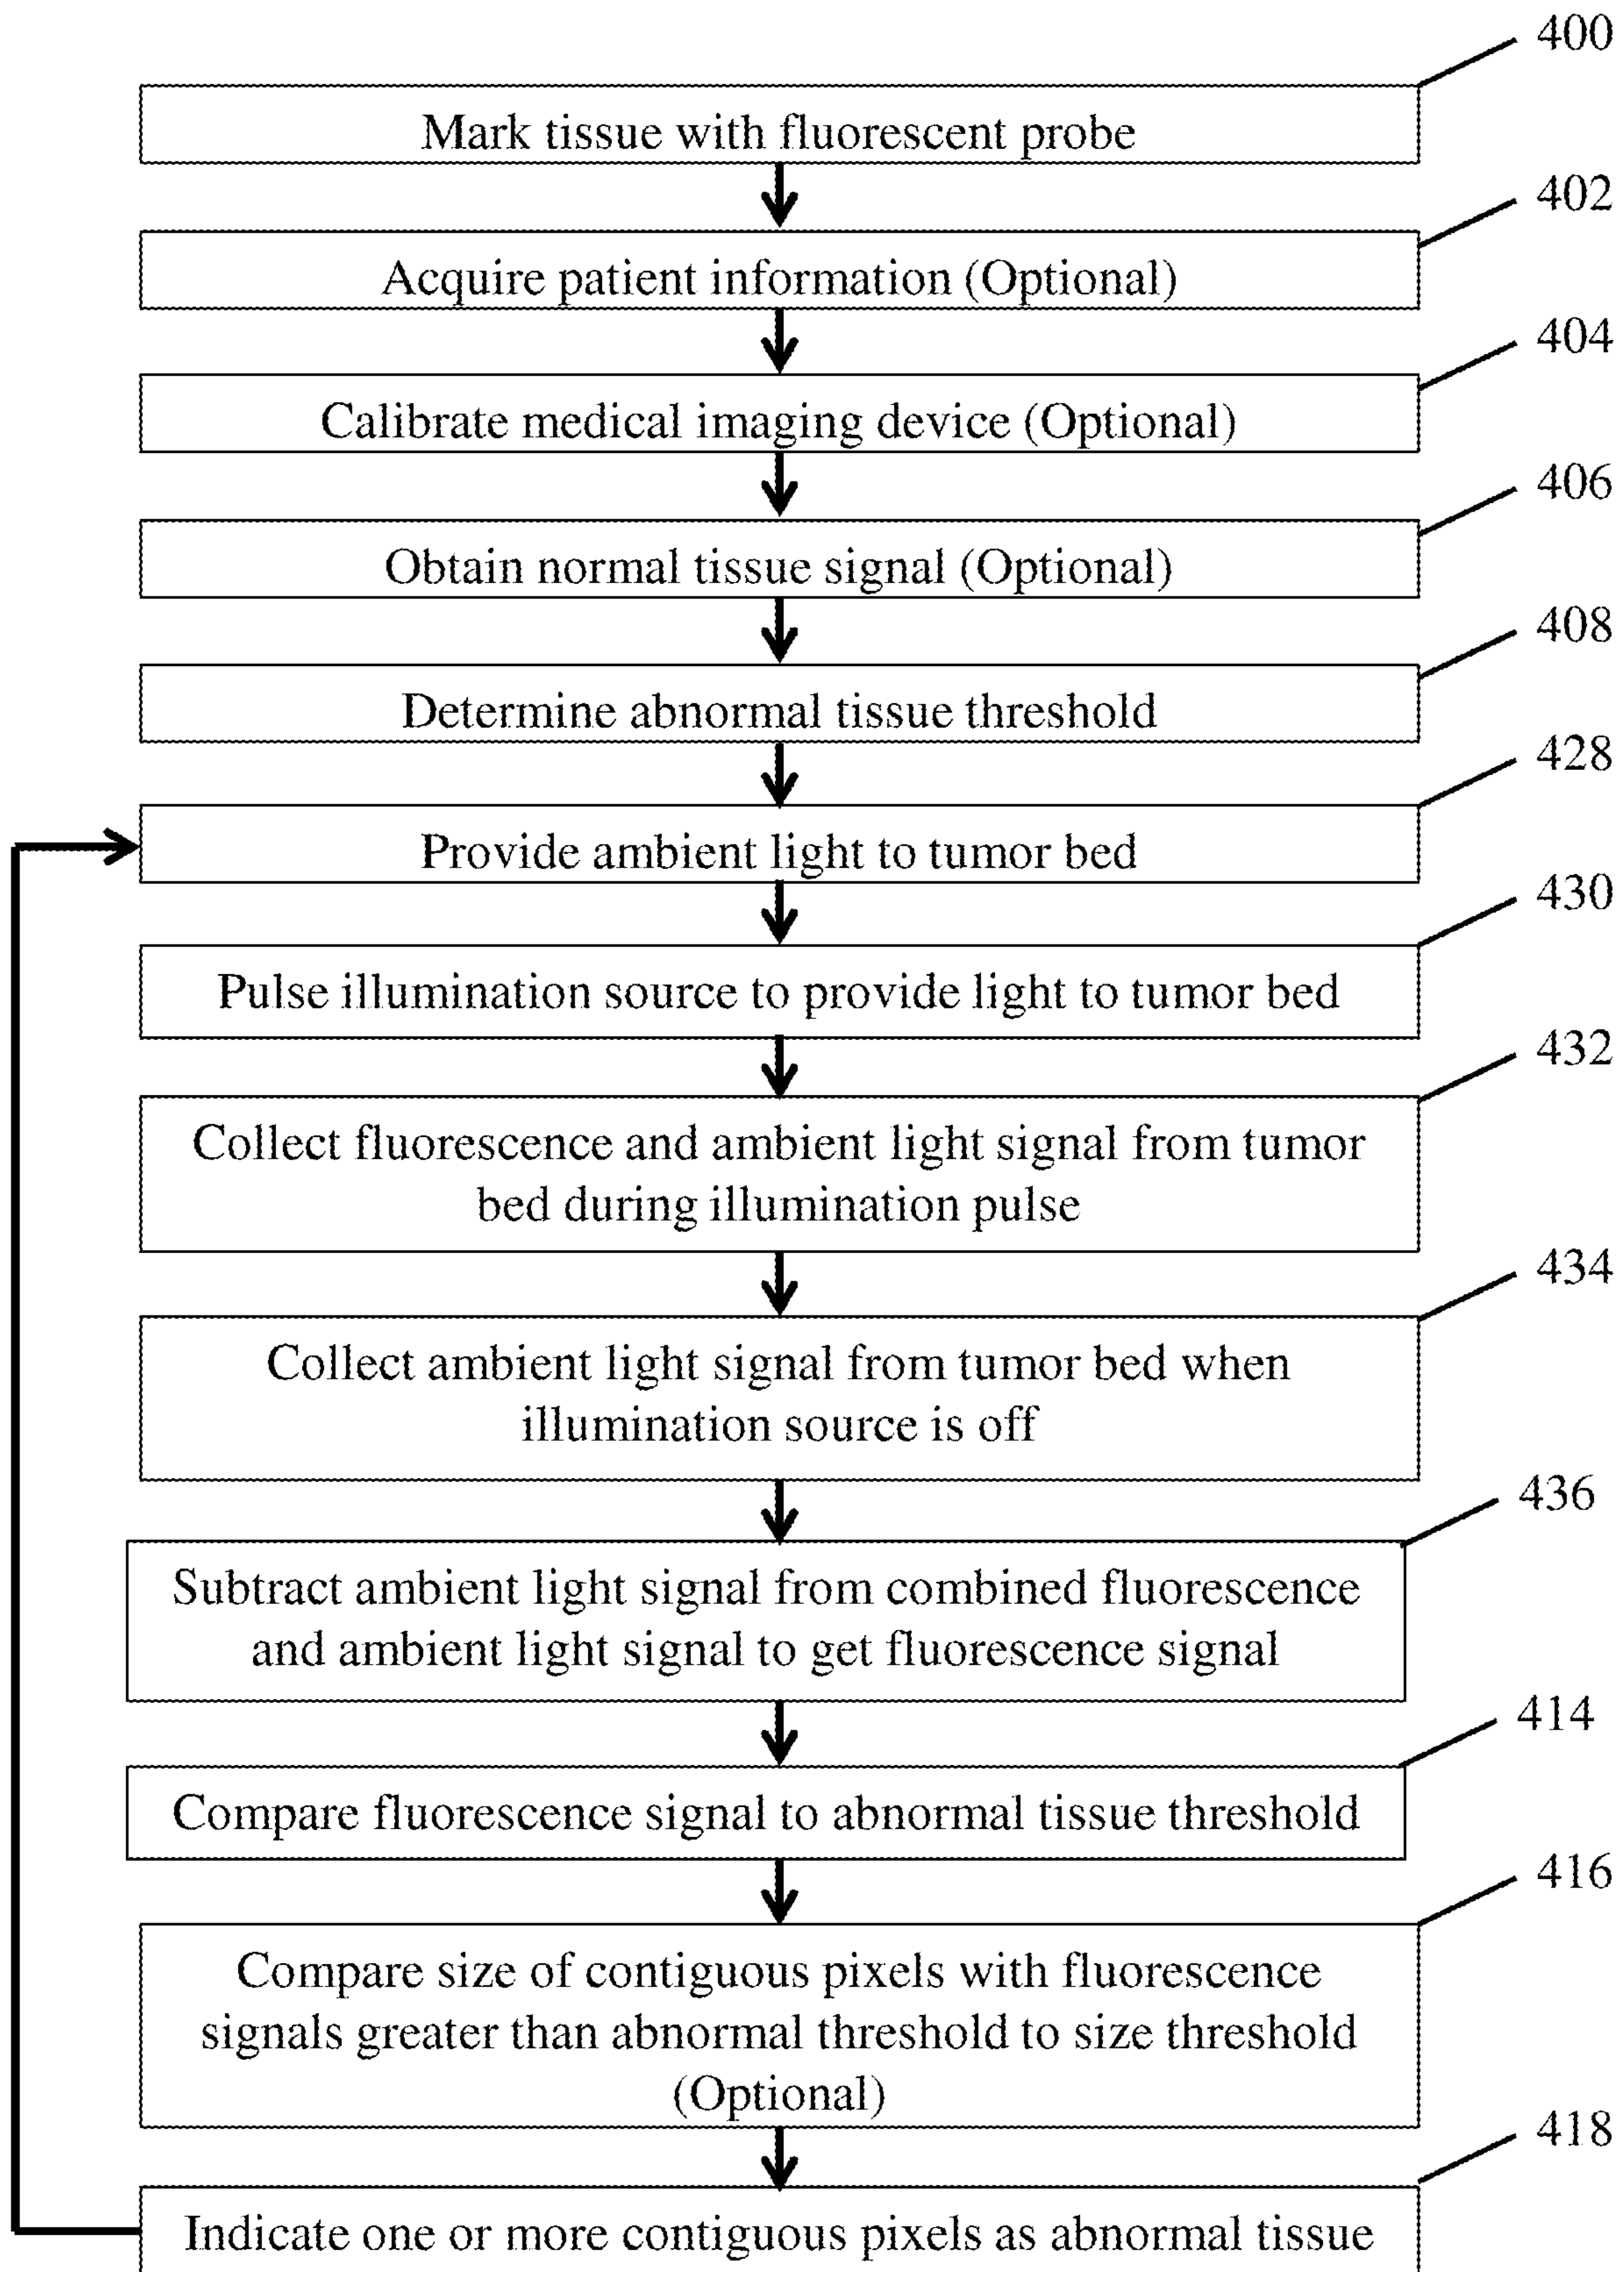 400
Mark tissue with fluorescent probe
402
Acquire patient information (Optional)
404
Calibrate medical imaging device (Optional)
406
Obtain normal tissue signal (Optional)
408
Determine abnormal tissue threshold
428
Provide ambient light to tumor bed
430
Pulse illumination source to provide light to tumor bed
432
Collect fluorescence and ambient light signal from tumor
bed during illumination pulse
434
Collect ambient light signal from tumor bed when
illumination source is off
436
Subtract ambient light signal from combined fluorescence
and ambient light signal to get fluorescence signal
414
Compare fluorescence signal to abnormal tissue threshold
416
Compare size of contiguous pixels with fluorescence
signals greater than abnormal threshold to size threshold
(Optional)
418
Indicate one or more contiguous pixels as abnormal tissue